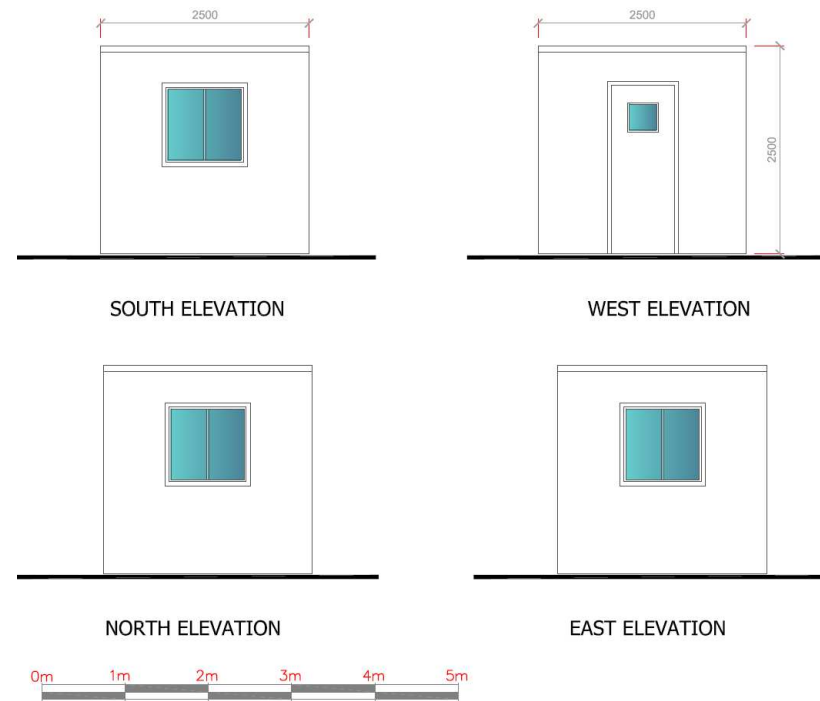 2500
2500
2500
SOUTH ELEVATION
WEST ELEVATION
NORTH ELEVATION
EAST ELEVATION
0m 1m 2m 3m 4m 5m